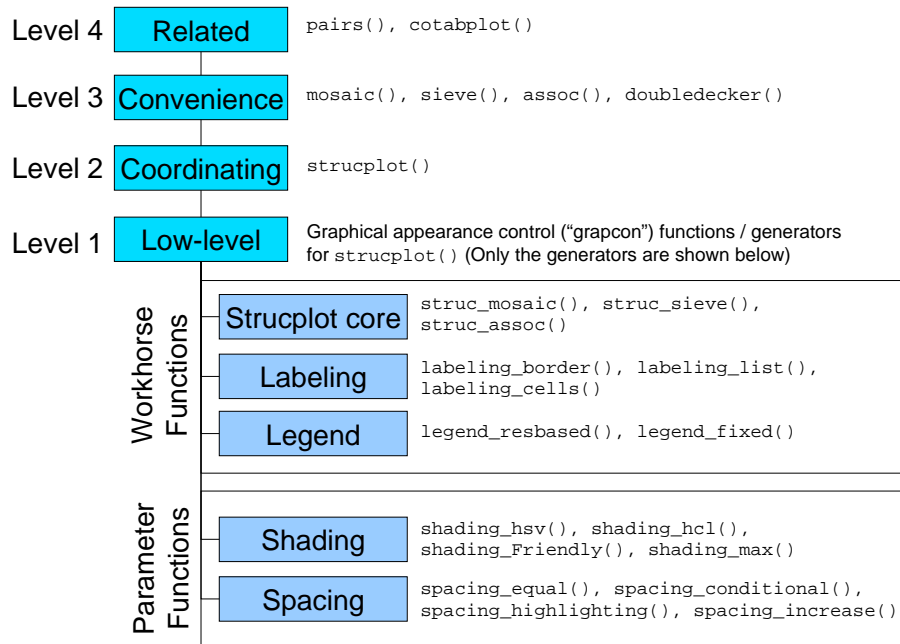 Level 4 Related pairs(), cotabplot()
Level 3 Convenience mosaic(), sieve(), assoc(), doubledecker()
Level 2 Coordinating strucplot()
Level 1 Low-level Graphical appearance control (“grapcon”) functions / generators
for strucplot() (Only the generators are shown below)
Workhorse
Functions
Strucplot core struc_mosaic(), struc_sieve(),
struc_assoc()
Labeling labeling_border(), labeling_list(),
labeling_cells()
Legend legend_resbased(), legend_fixed()
Parameter
Functions
Shading shading_hsv(), shading_hcl(),
shading_Friendly(), shading_max()
Spacing spacing_equal(), spacing_conditional(),
spacing_highlighting(), spacing_increase()